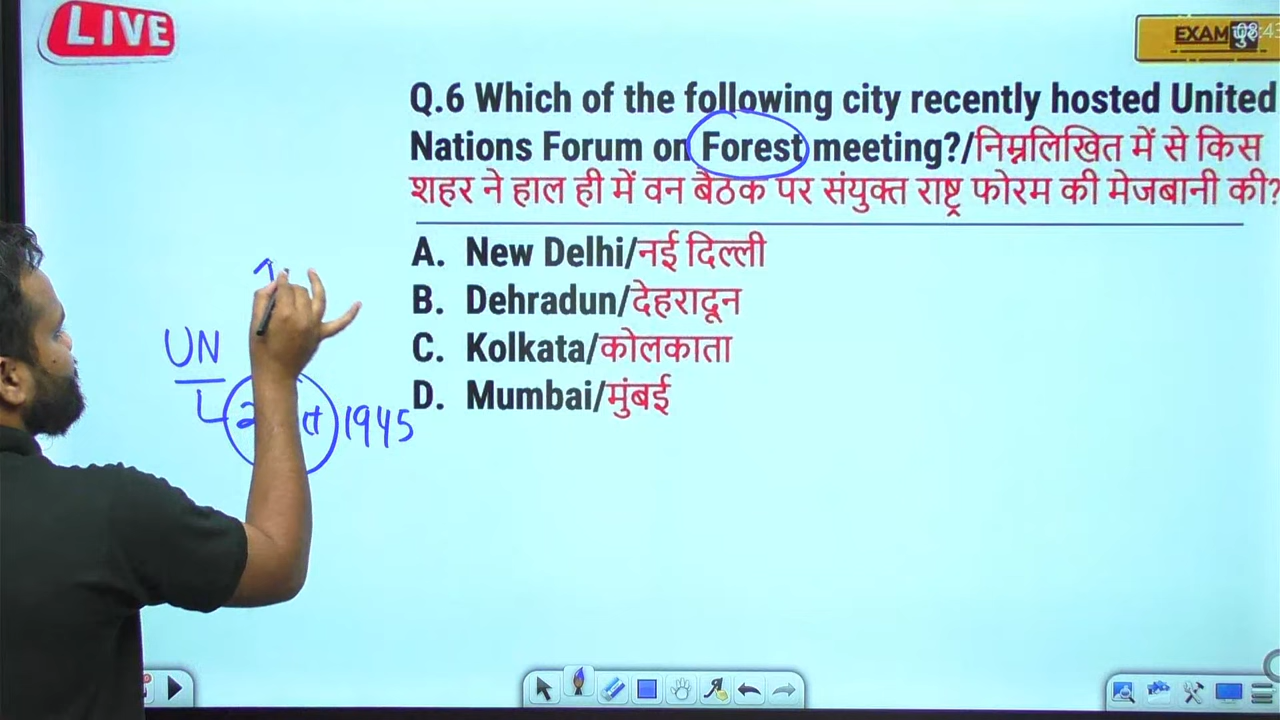 LIVE
EXAM पुर
Q.6 Which of the following city recently hosted United
Nations Forum on Forest meeting?/निम्नलिखित में से किस
शहर ने हाल ही में वन बैठक पर संयुक्त राष्ट्र फोरम की मेजबानी की?
A. New Delhi/नई दिल्ली
B. Dehradun/देहरादून
C. Kolkata/कोलकाता
D. Mumbai/मुंबई
UN
1945